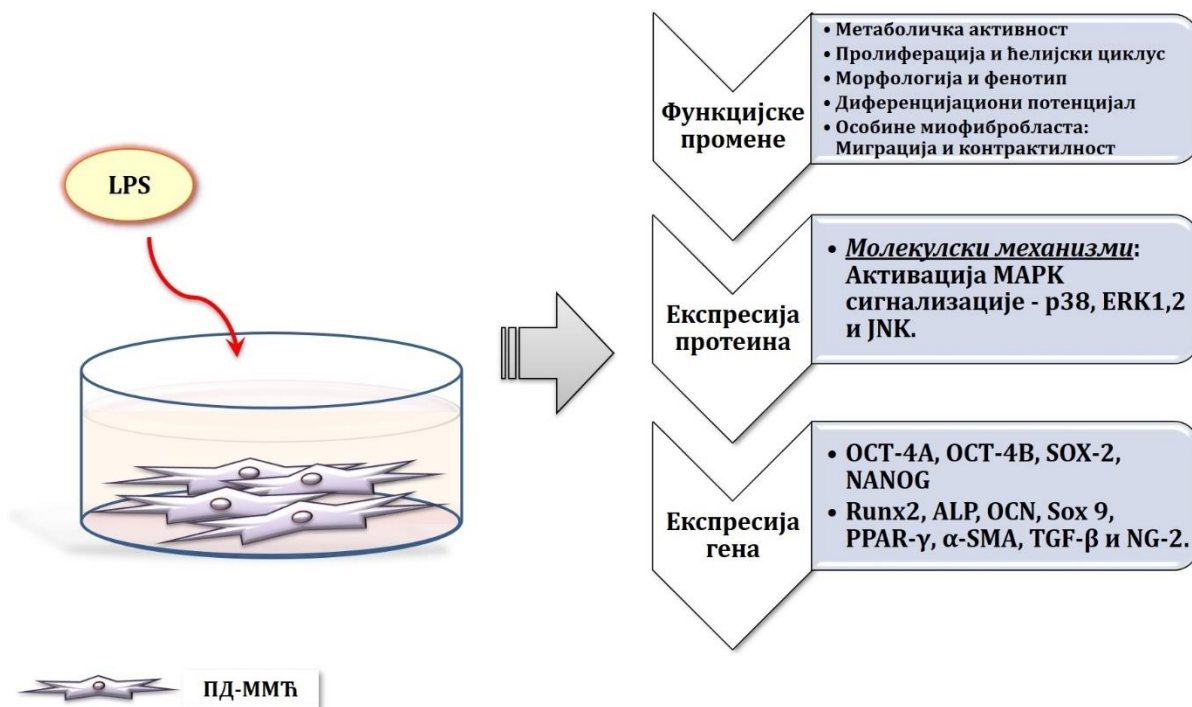 LPS
ПД-ММЋ
Функцијске
промене
• Метаболичка активност
• Пролиферација и ћелијски циклус
• Морфологија и фенотип
• Диференцијациони потенцијал
• Особине миофибробласта:
Миграција и контрактилност
Експресија
протеина
• Молекулски механизми:
Активација МАРК
сигнализације - p38, ERK1,2
и JNK.
Експресија
гена
• OCT-4A, OCT-4B, SOX-2,
NANOG
• Runx2, ALP, OCN, Sox 9,
PPAR-γ, α-SMA, TGF-β и NG-2.